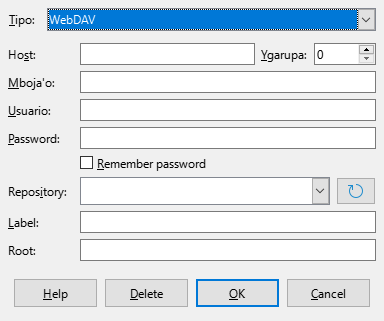 Tipo: WebDAV
Host: Ygarupa: 0
Mboja'o:
Usuario:
Password:
Remember password
Repository:
Label:
Root:
Help Delete OK Cancel